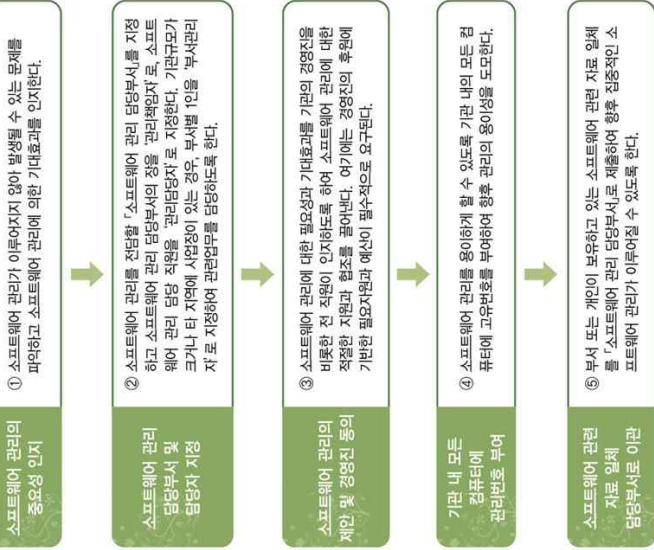 소프트웨어 관리의
중요성 인지
① 소프트웨어 관리가 이루어지지 않아 발생될 수 있는 문제를
파악하고 소프트웨어 관리에 의한 기대효과를 인지한다.
소프트웨어 관리
담당부서 및
담당자 지정
② 소프트웨어 관리를 전담할 「소프트웨어 관리 담당부서」를 지정
하고 소프트웨어 관리 담당부서의 장을 '관리책임자'로, 소프트
웨어 관리 담당 직원을 '관리담당자'로 지정한다. 기관규모가
크거나 타 지역에 사업장이 있는 경우, 부서별 1인을 '부서관리
자'로 지정하여 관련업무를 담당하도록 한다.
소프트웨어 관리의
제안 및 경영진 동의
③ 소프트웨어 관리에 대한 필요성과 기대효과를 기관의 경영진을
비롯한 전 직원이 인지하도록 하여 소프트웨어 관리에 대한
적절한 지원과 협조를 끌어낸다. 여기에는 경영진의 후원에
기반한 필요자원과 예산이 필수적으로 요구된다.
기관 내 모든
컴퓨터에
관리번호 부여
④ 소프트웨어 관리를 용이하게 할 수 있도록 기관 내의 모든 컴
퓨터에 고유번호를 부여하여 향후 관리의 용이성을 도모한다.
소프트웨어 관련
자료 일체
담당부서로 이관
⑤ 부서 또는 개인이 보유하고 있는 소프트웨어 관련 자료 일체
를 「소프트웨어 관리 담당부서」로 제출하여 향후 집중적인 소
프트웨어 관리가 이루어질 수 있도록 한다.